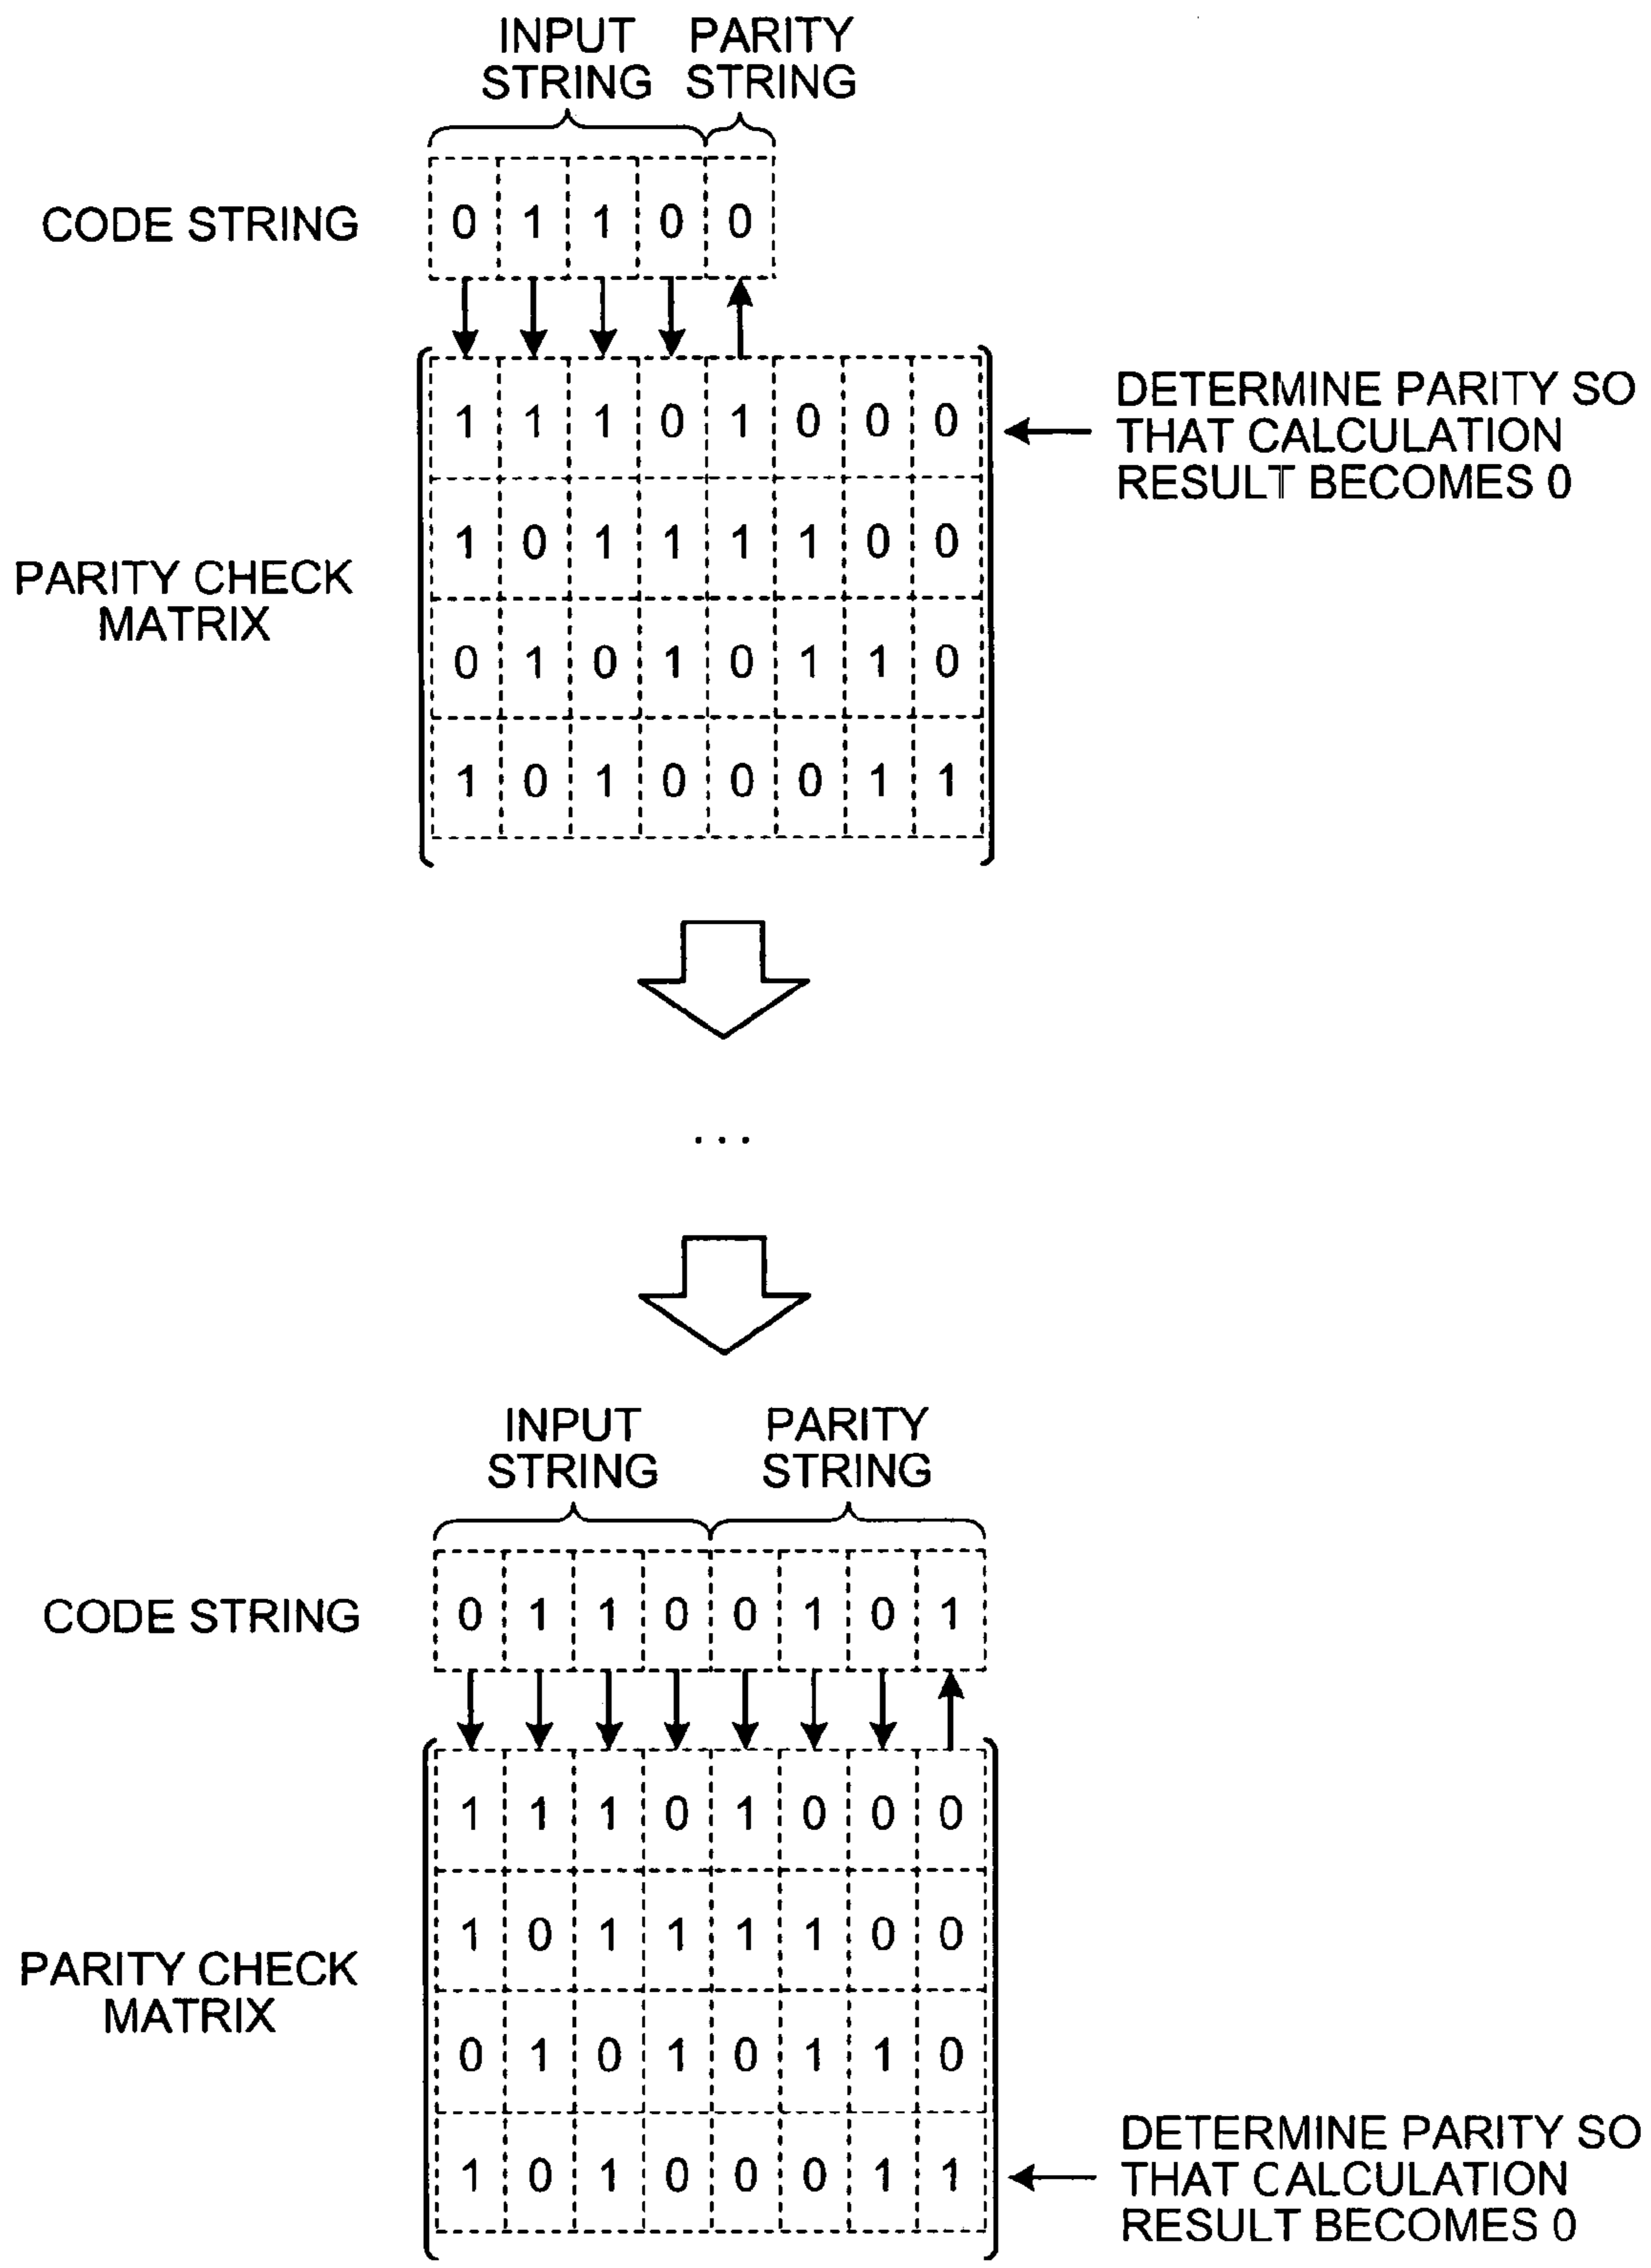 INPUT PARITY
STRING STRING
CODE STRING 0 1 1 0 0
1 1 1 0 1 0 0 0
DETERMINE PARITY SO
THAT CALCULATION
RESULT BECOMES 0
1 0 1 1 1 1 0 0
PARITY CHECK
MATRIX
0 1 0 1 0 1 1 0
1 0 1 0 0 0 1 1
...
INPUT PARITY
STRING STRING
CODE STRING 0 1 1 0 0 1 0 1
1 1 1 0 1 0 0 0
1 0 1 1 1 1 0 0
PARITY CHECK
MATRIX
0 1 0 1 0 1 1 0
1 0 1 0 0 0 1 1
DETERMINE PARITY SO
THAT CALCULATION
RESULT BECOMES 0